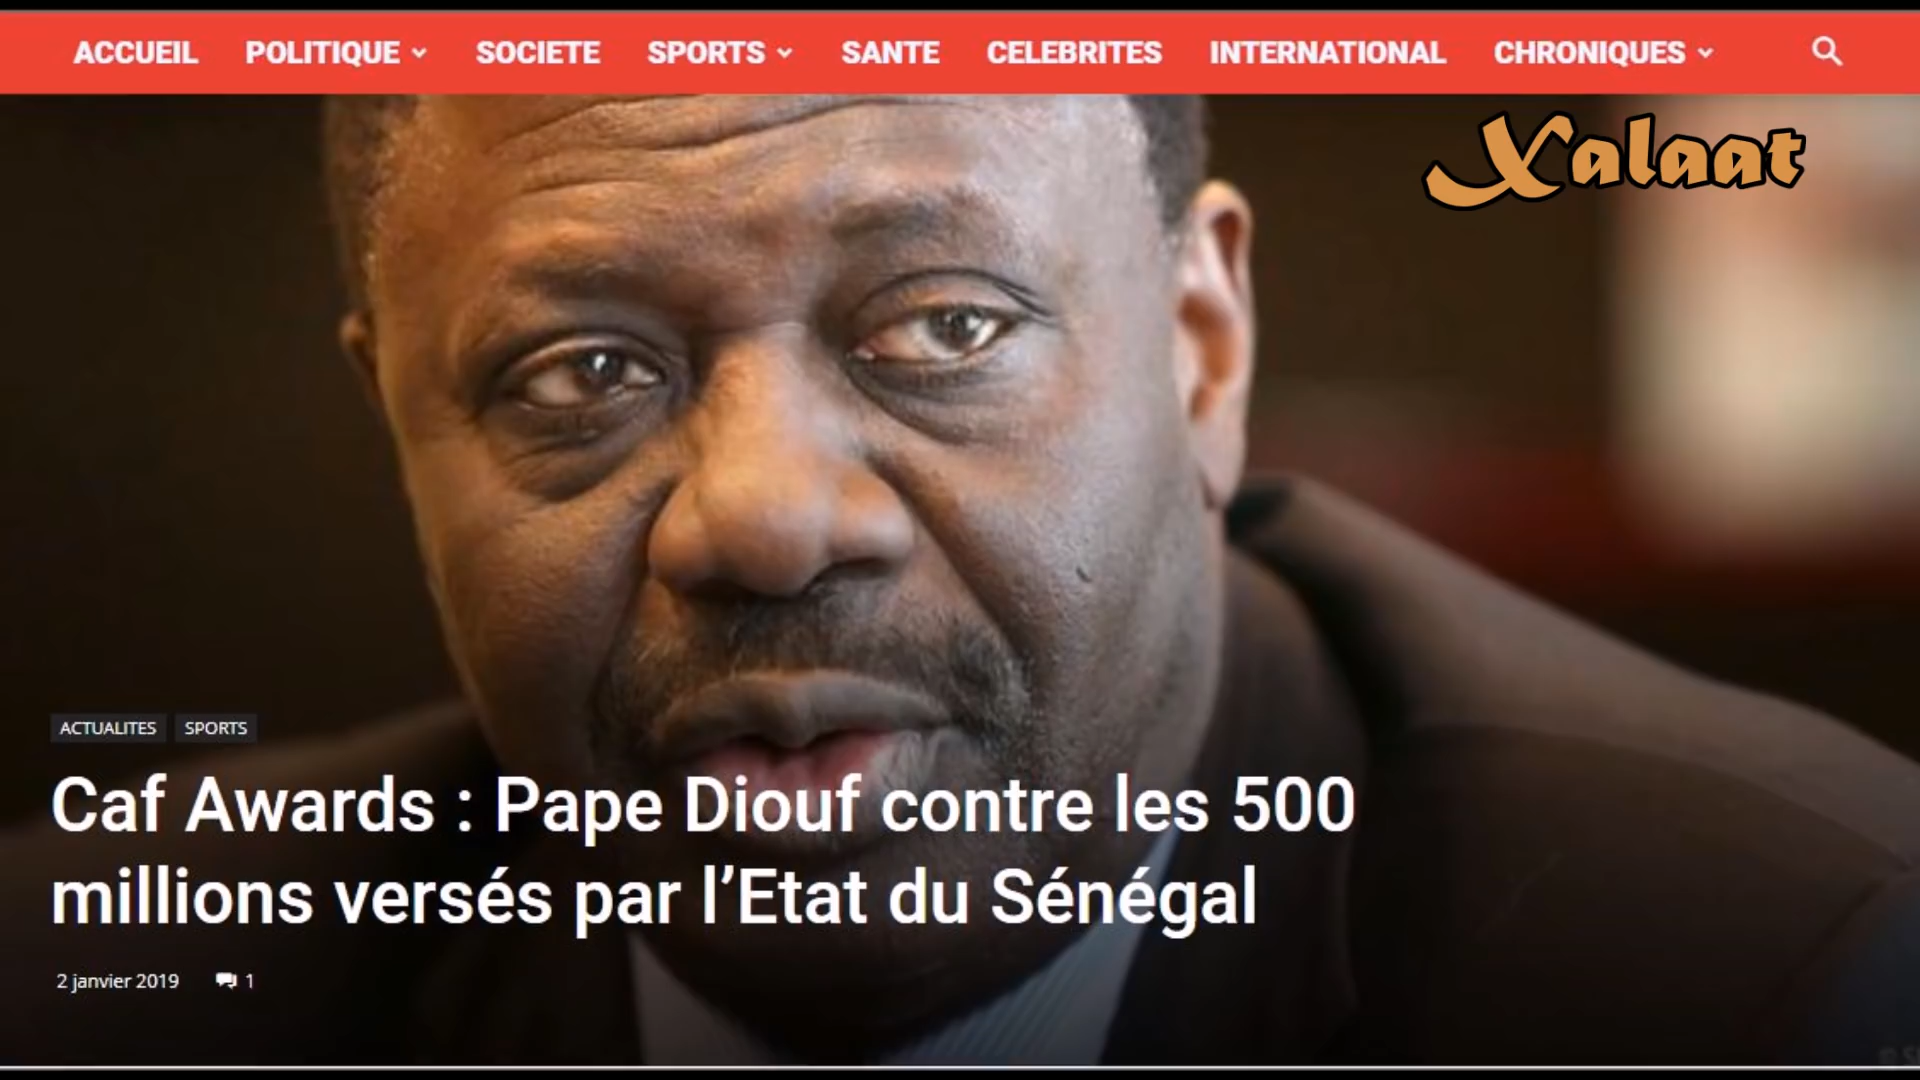 ACCUEIL POLITIQUE SOCIETE SPORTS SANTE CELEBRITES INTERNATIONAL CHRONIQUES
Xalaat
ACTUALITES SPORTS
Caf Awards : Pape Diouf contre les 500
millions versés par l’Etat du Sénégal
2 janvier 2019 1